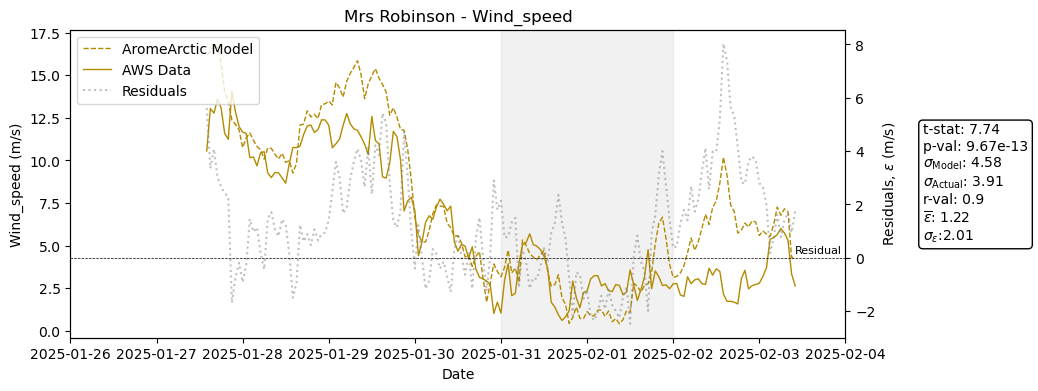 Mrs Robinson - Wind_speed
AromeArctic Model
AWS Data
Residuals
17.5
15.0
12.5
10.0
7.5
5.0
2.5
0.0
Wind_speed (m/s)
8
6
4
2
0
−2
Residuals, ε (m/s)
Residual
2025-01-26
2025-01-27
2025-01-28
2025-01-29
2025-01-30
2025-01-31
2025-02-01
2025-02-02
2025-02-03
2025-02-04
Date
t-stat: 7.74
p-val: 9.67e-13
σModel: 4.58
σActual: 3.91
r-val: 0.9
ε̅: 1.22
σε:2.01